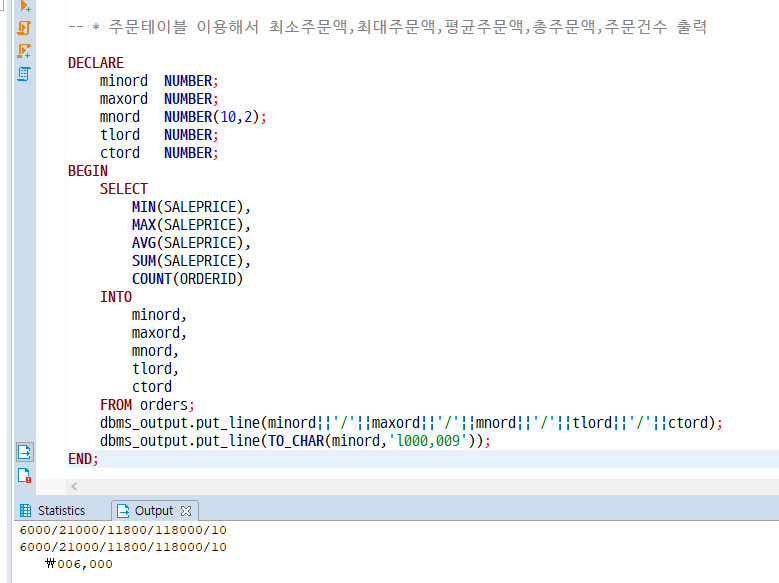 -- * 주문테이블 이용해서 최소주문액,최대주문액,평균주문액,총주문액,주문건수 출력
DECLARE
minord NUMBER;
maxord NUMBER;
mnord NUMBER(10,2);
tlord NUMBER;
ctord NUMBER;
BEGIN
SELECT
MIN(SALEPRICE),
MAX(SALEPRICE),
AVG(SALEPRICE),
SUM(SALEPRICE),
COUNT(ORDERID)
INTO
minord,
maxord,
mnord,
tlord,
ctord
FROM orders;
dbms_output.put_line(minord||'/'||maxord||'/'||mnord||'/'||tlord||'/'||ctord);
dbms_output.put_line(TO_CHAR(minord,'l000,009'));
END;
Statistics Output
6000/21000/11800/118000/10
6000/21000/11800/118000/10
₩006,000